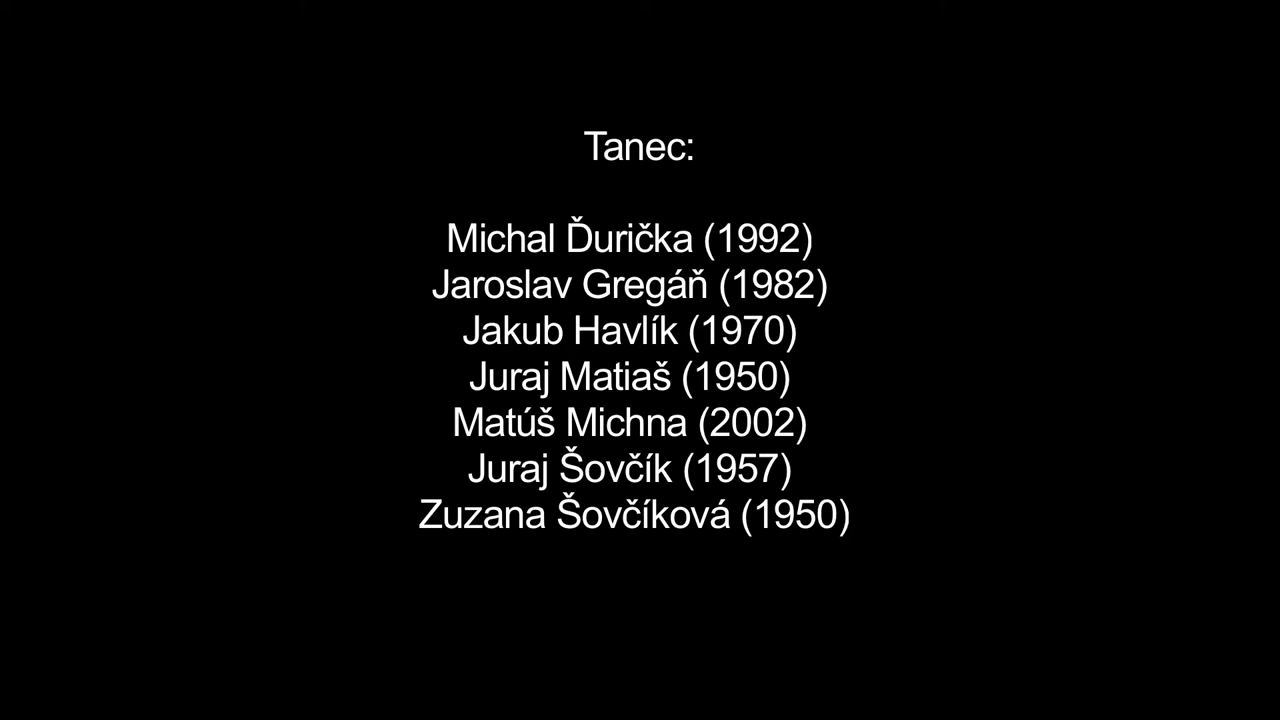 Tanec:
Michal Ďurička (1992)
Jaroslav Gregáň (1982)
Jakub Havlík (1970)
Juraj Matiaš (1950)
Matúš Michna (2002)
Juraj Šovčík (1957)
Zuzana Šovčíková (1950)